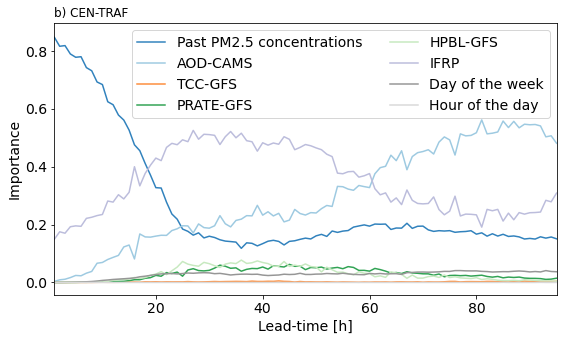 b) CEN-TRAF
Past PM2.5 concentrations
AOD-CAMS
TCC-GFS
PRATE-GFS
HPBL-GFS
IFRP
Day of the week
Hour of the day
Importance
0.8
0.6
0.4
0.2
0.0
20 40 60 80
Lead-time [h]